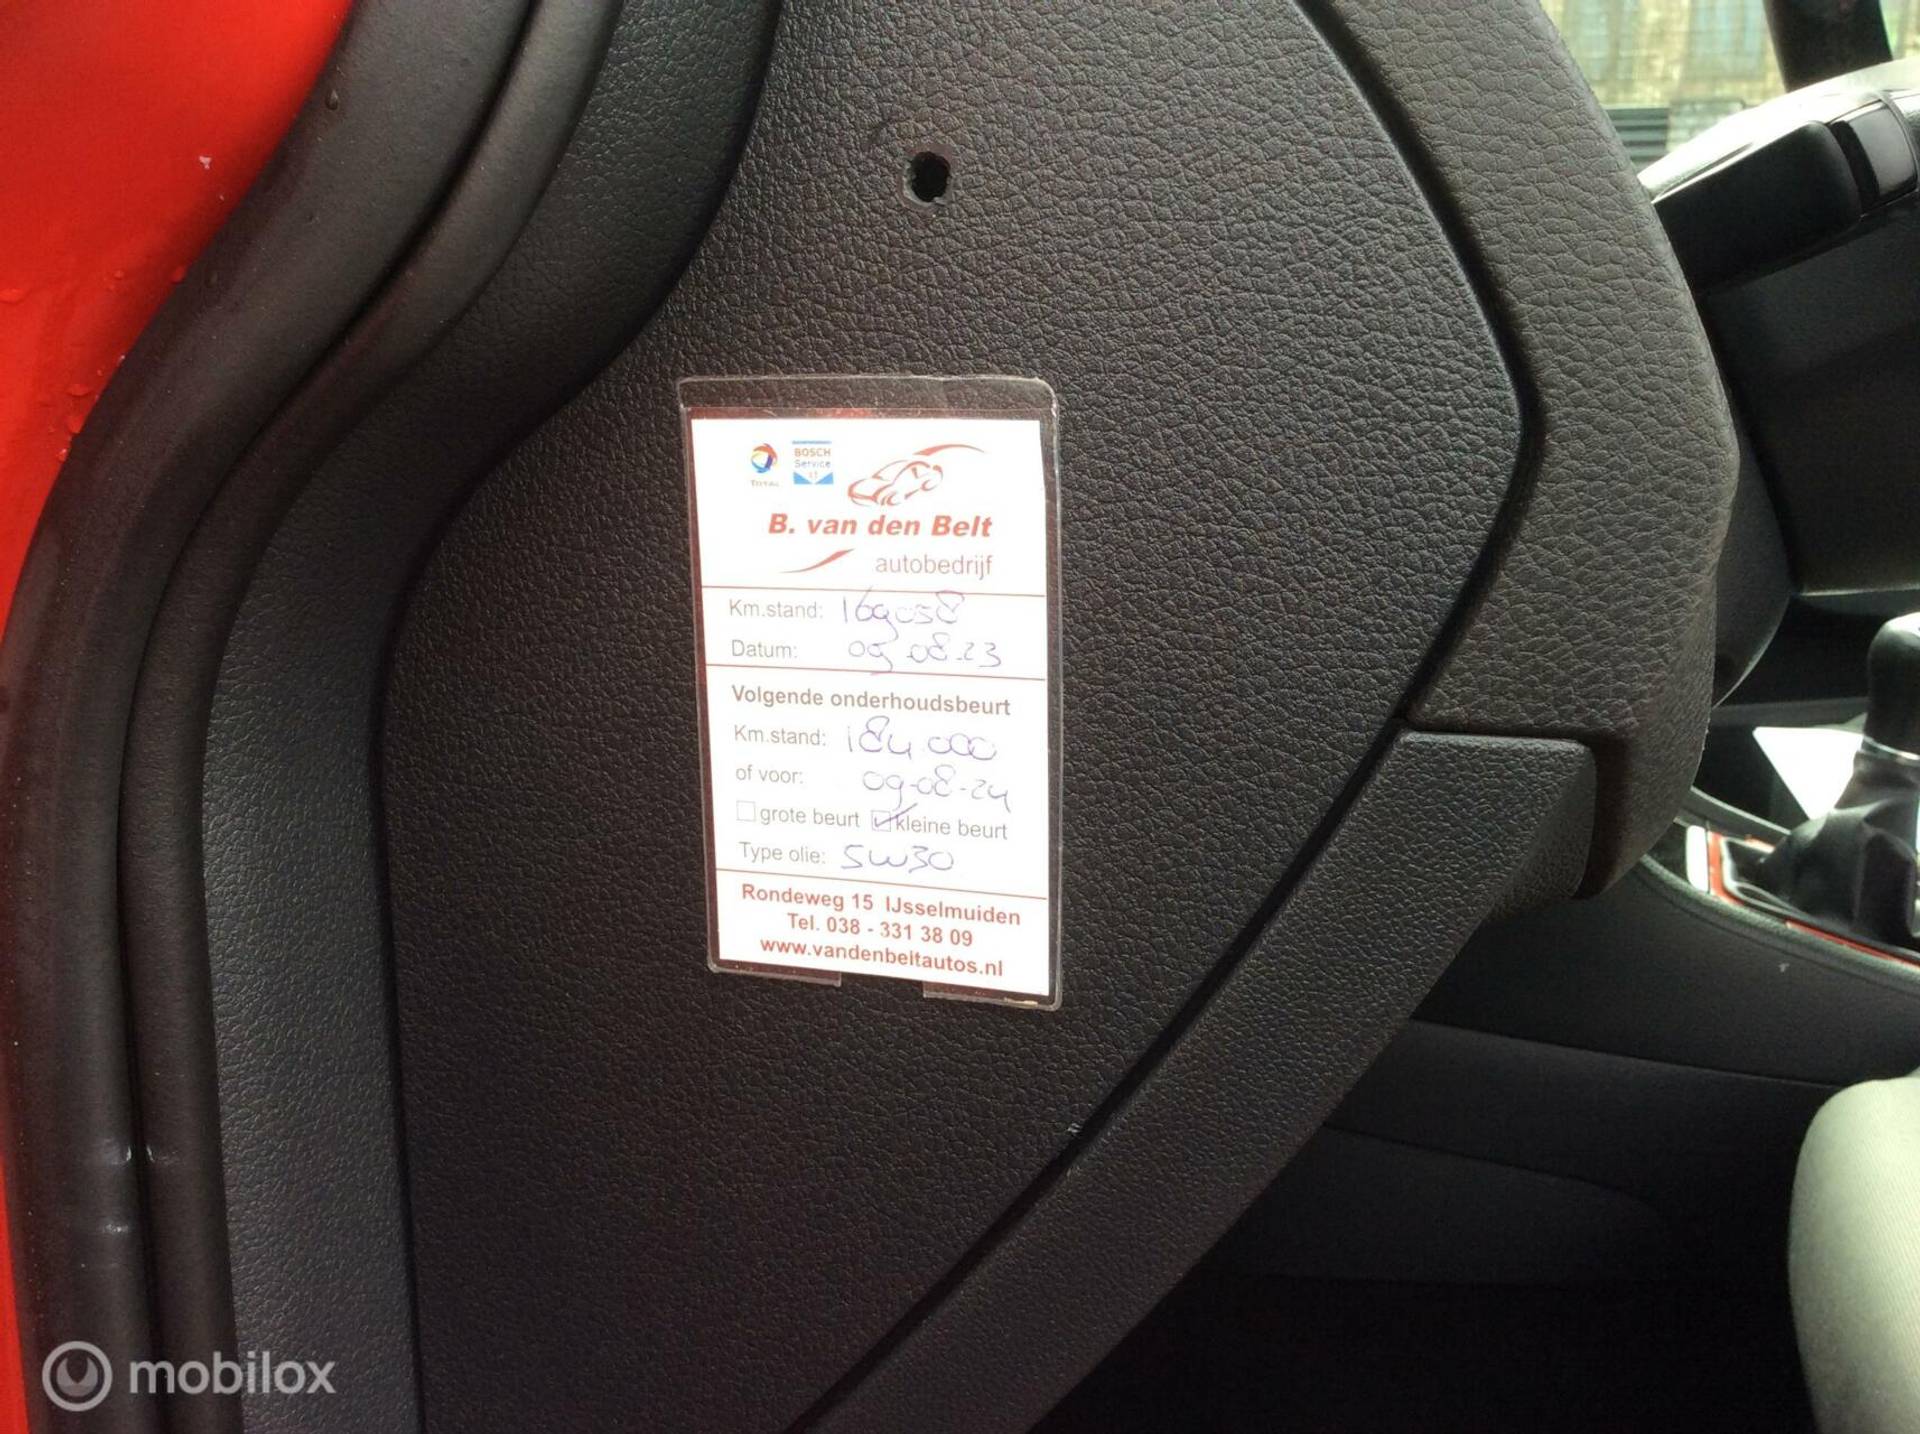 TOTAL
BOSCH
Service
B. van den Belt
autobedrijf
Km.stand: 169058
Datum: 09-08-23
Volgende onderhoudsbeurt
Km.stand: 184000
of voor: 09-08-24
grote beurt kleine beurt
Type olie: 5W30
Rondeweg 15 IJsselmuiden
Tel. 038 - 331 38 09
www.vandenbeltautos.nl
mobilox